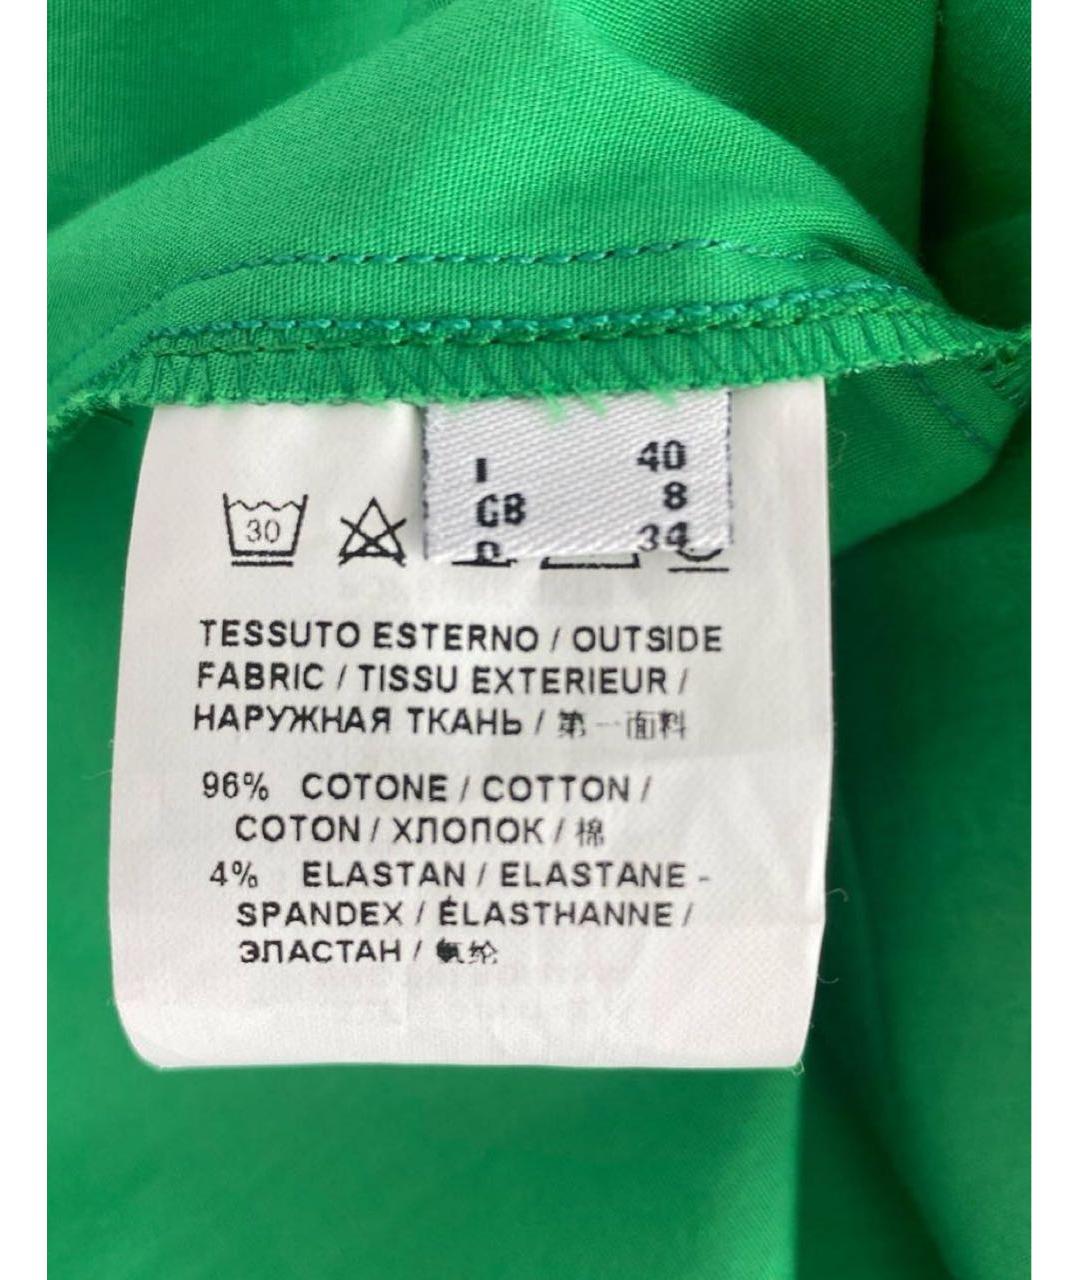 I 40
GB 8
D 34
30
TESSUTO ESTERNO / OUTSIDE
FABRIC / TISSU EXTERIEUR /
НАРУЖНАЯ ТКАНЬ / 第一面料
96% COTONE / COTTON /
COTON / ХЛОПОК / 棉
4% ELASTAN / ELASTANE -
SPANDEX / ÉLASTHANNE /
ЭЛАСТАН / 氨纶